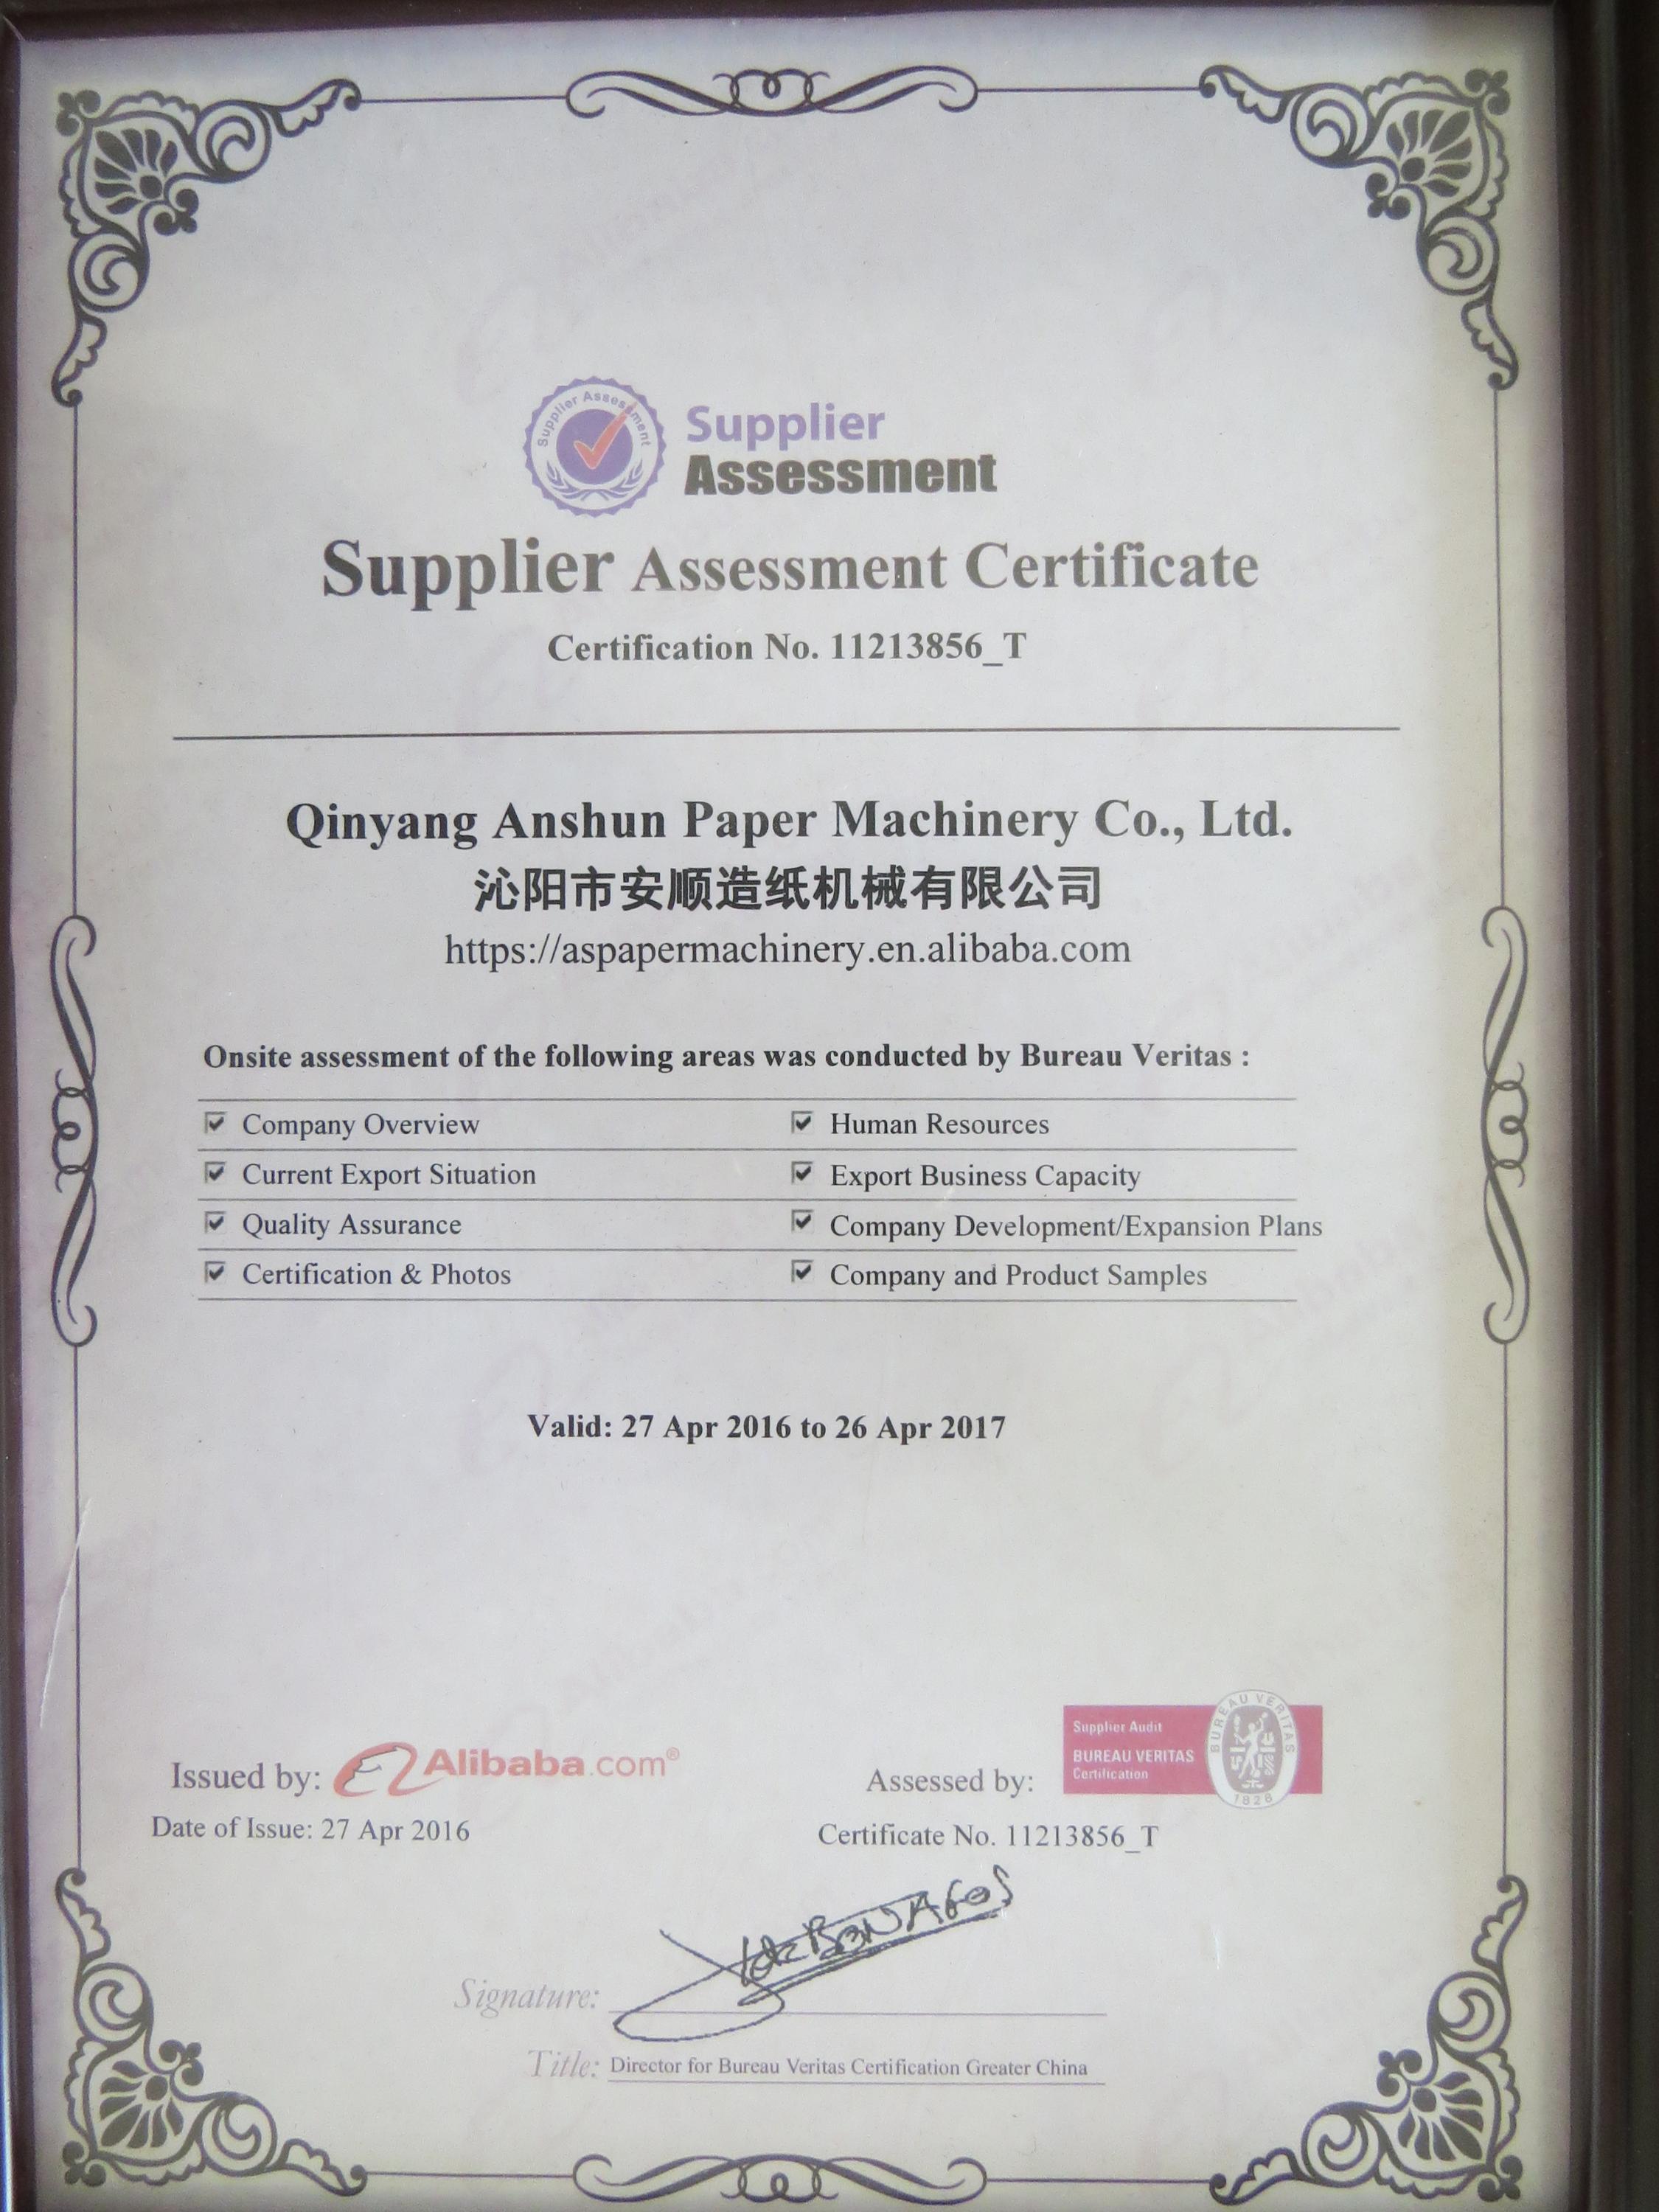 Supplier Assessment
Supplier
Assessment
Supplier Assessment Certificate
Certification No. 11213856_T
Qinyang Anshun Paper Machinery Co., Ltd.
沁阳市安顺造纸机械有限公司
https://aspapermachinery.en.alibaba.com
Onsite assessment of the following areas was conducted by Bureau Veritas :
Company Overview
Human Resources
Current Export Situation
Export Business Capacity
Quality Assurance
Company Development/Expansion Plans
Certification & Photos
Company and Product Samples
Valid: 27 Apr 2016 to 26 Apr 2017
Issued by: Alibaba.com®
Date of Issue: 27 Apr 2016
Assessed by:
Supplier Audit
BUREAU VERITAS
Certification
BUREAU VERITAS
1828
Certificate No. 11213856_T
Signature:
Title: Director for Bureau Veritas Certification Greater China